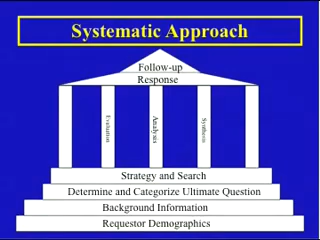 Systematic Approach
Follow-up
Response
Evaluation
Analysis
Synthesis
Strategy and Search
Determine and Categorize Ultimate Question
Background Information
Requestor Demographics